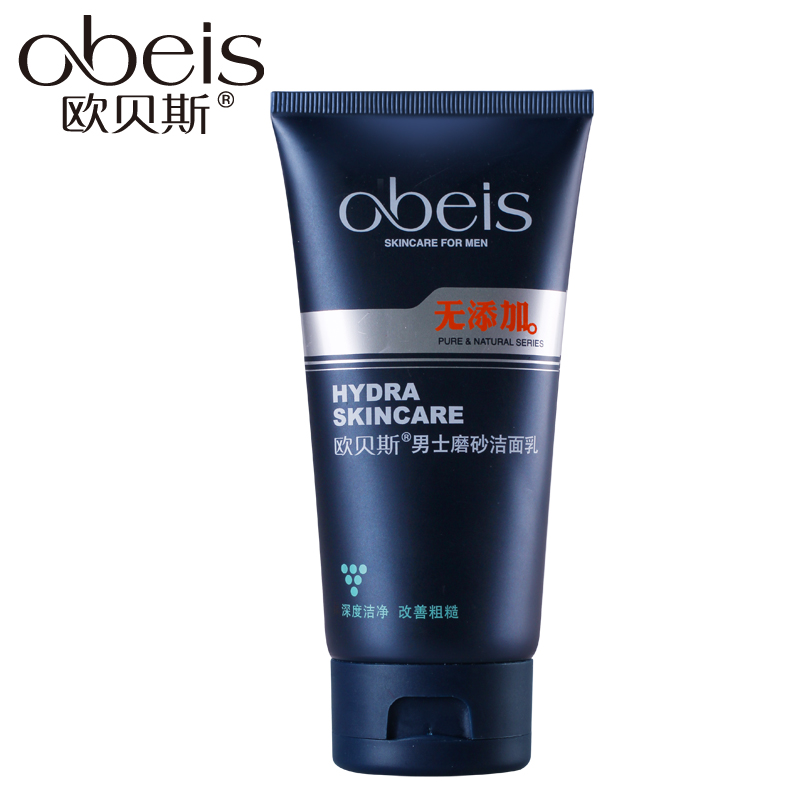 obeis
欧贝斯®
obeis
SKINCARE FOR MEN
无添加。
PURE & NATURAL SERIES
HYDRA
SKINCARE
欧贝斯®男士磨砂洁面乳
深度洁净 改善粗糙